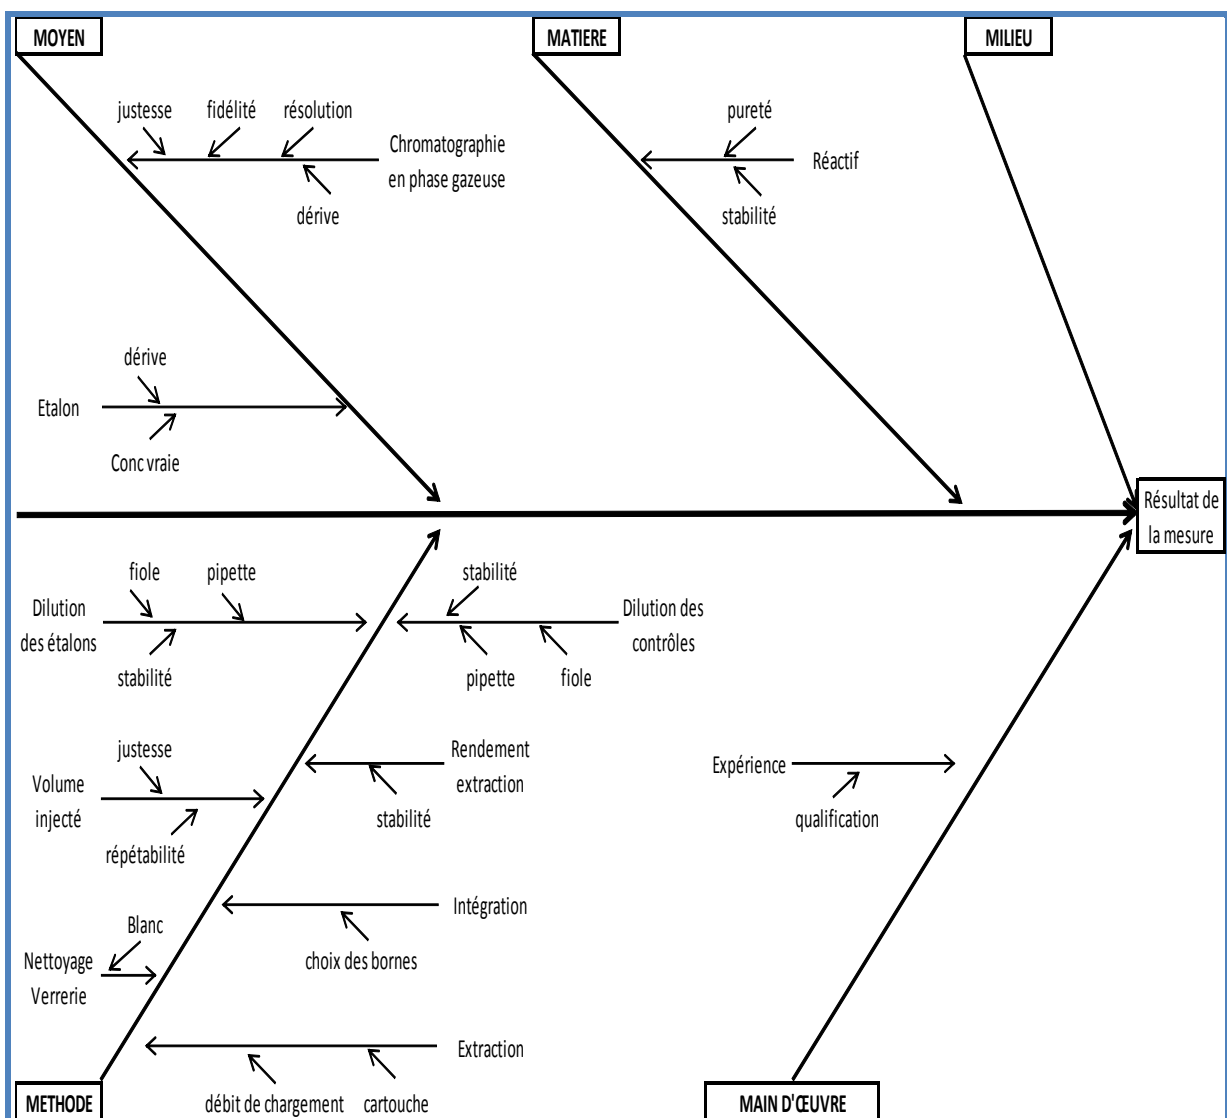 MOYEN
MATIERE
MILIEU
justesse
fidélité
résolution
Chromatographie
en phase gazeuse
dérive
pureté
Réactif
stabilité
dérive
Etalon
Conc vraie
Résultat de
la mesure
fiole
pipette
Dilution
des étalons
stabilité
stabilité
Dilution des
contrôles
pipette
fiole
justesse
Volume
injecté
répétabilité
Rendement
extraction
stabilité
Expérience
qualification
Blanc
Nettoyage
Verrerie
Intégration
choix des bornes
Extraction
débit de chargement
cartouche
METHODE
MAIN D'ŒUVRE